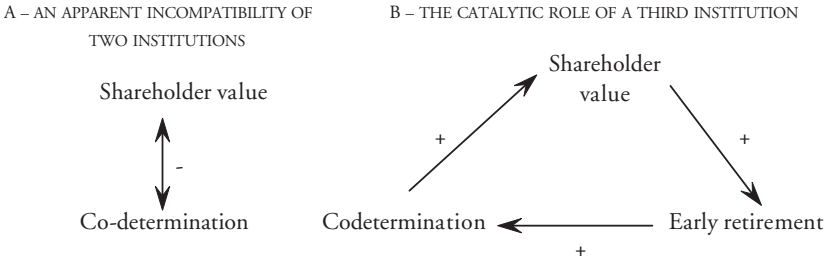 A – AN APPARENT INCOMPATIBILITY OF
TWO INSTITUTIONS
Shareholder value
-
Co-determination
B – THE CATALYTIC ROLE OF A THIRD INSTITUTION
Shareholder
value
+
+
Codetermination
Early retirement
+